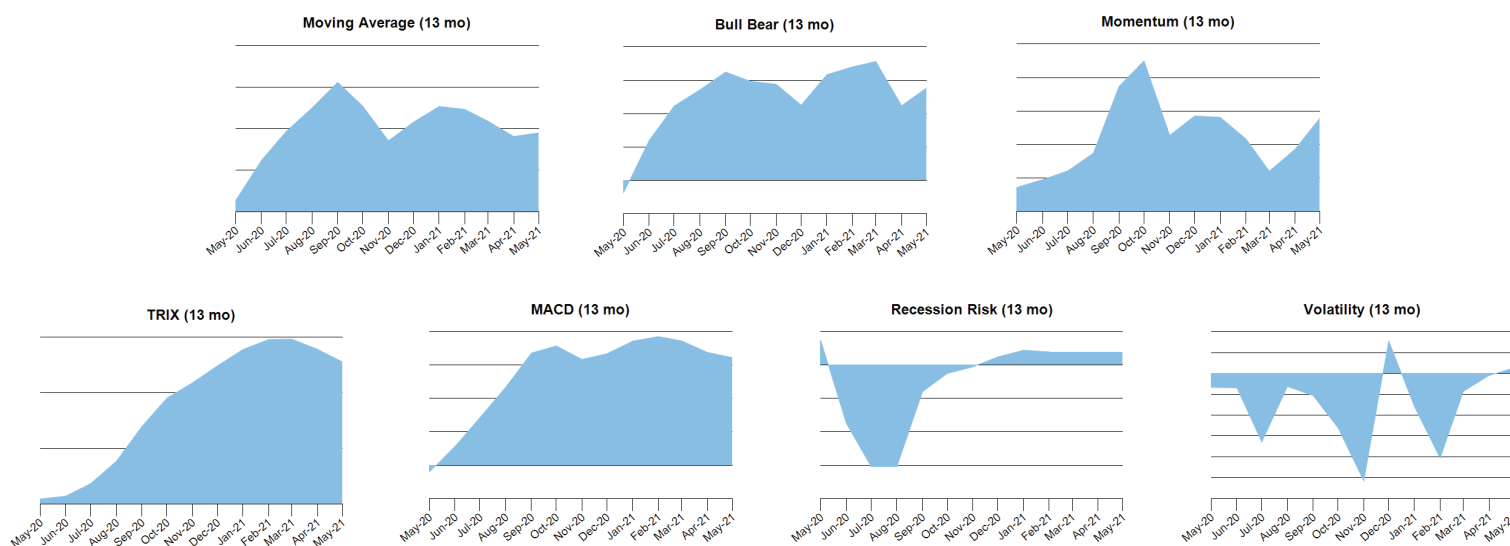 Moving Average (13 mo)
May-20 Jun-20 Jul-20 Aug-20 Sep-20 Oct-20 Nov-20 Dec-20 Jan-21 Feb-21 Mar-21 Apr-21 May-21
Bull Bear (13 mo)
May-20 Jun-20 Jul-20 Aug-20 Sep-20 Oct-20 Nov-20 Dec-20 Jan-21 Feb-21 Mar-21 Apr-21 May-21
Momentum (13 mo)
May-20 Jun-20 Jul-20 Aug-20 Sep-20 Oct-20 Nov-20 Dec-20 Jan-21 Feb-21 Mar-21 Apr-21 May-21
TRIX (13 mo)
May-20 Jun-20 Jul-20 Aug-20 Sep-20 Oct-20 Nov-20 Dec-20 Jan-21 Feb-21 Mar-21 Apr-21 May-21
MACD (13 mo)
May-20 Jun-20 Jul-20 Aug-20 Sep-20 Oct-20 Nov-20 Dec-20 Jan-21 Feb-21 Mar-21 Apr-21 May-21
Recession Risk (13 mo)
May-20 Jun-20 Jul-20 Aug-20 Sep-20 Oct-20 Nov-20 Dec-20 Jan-21 Feb-21 Mar-21 Apr-21 May-21
Volatility (13 mo)
May-20 Jun-20 Jul-20 Aug-20 Sep-20 Oct-20 Nov-20 Dec-20 Jan-21 Feb-21 Mar-21 Apr-21